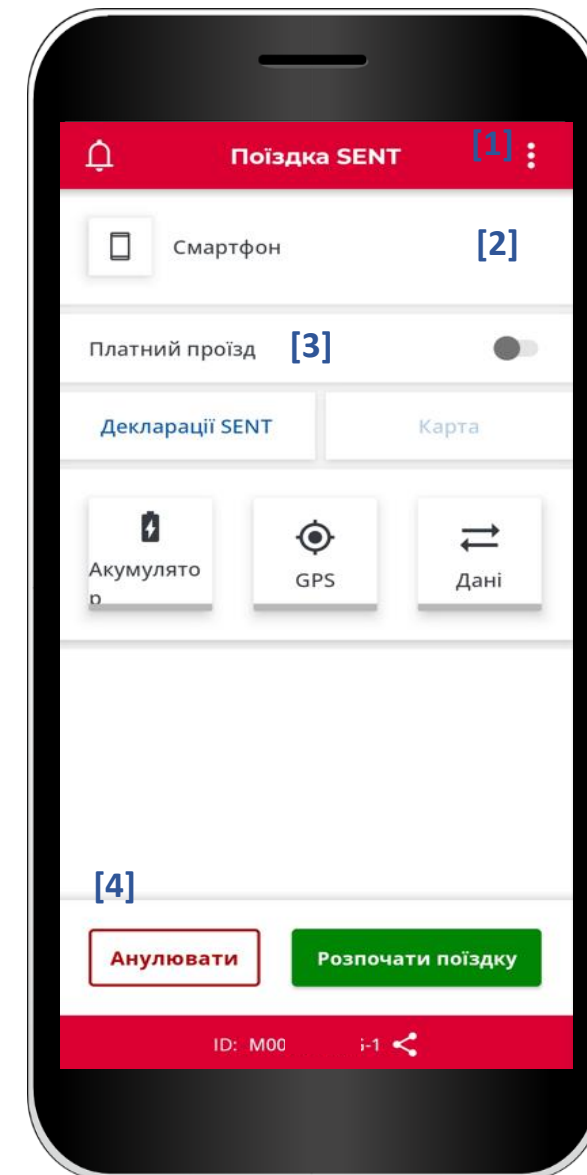 Поїздка SENT [1]
Смартфон [2]
Платний проїзд [3]
Декларації SENT Карта
Акумулято
р
GPS
Дані
[4]
Анулювати Розпочати поїздку
ID: M00 i-1